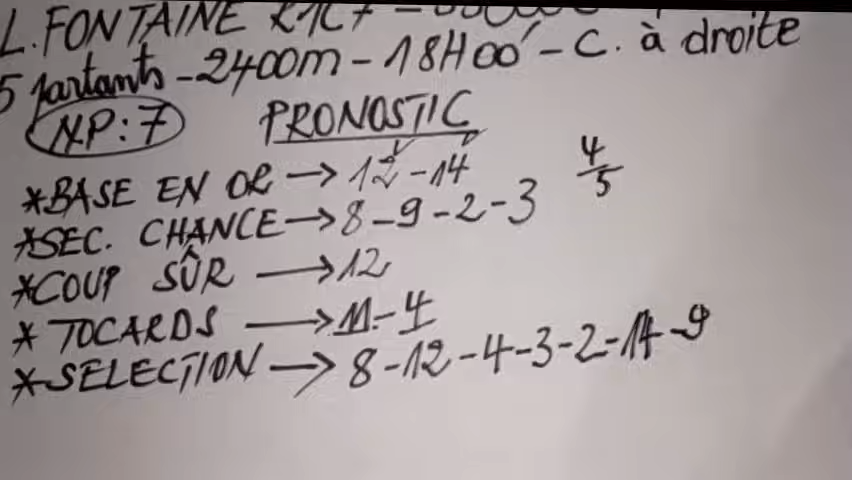 L. FONTAINE R1C7 -
5 partants - 2400m - 18H00' - C. à droite
NP: 7 PRONOSTIC
*BASE EN OR → 12 - 14 4/5
*SEC. CHANCE → 8 - 9 - 2 - 3
*COUP SÛR → 12
* TOCARDS → 11 - 4
*SELECTION → 8 - 12 - 4 - 3 - 2 - 14 - 9